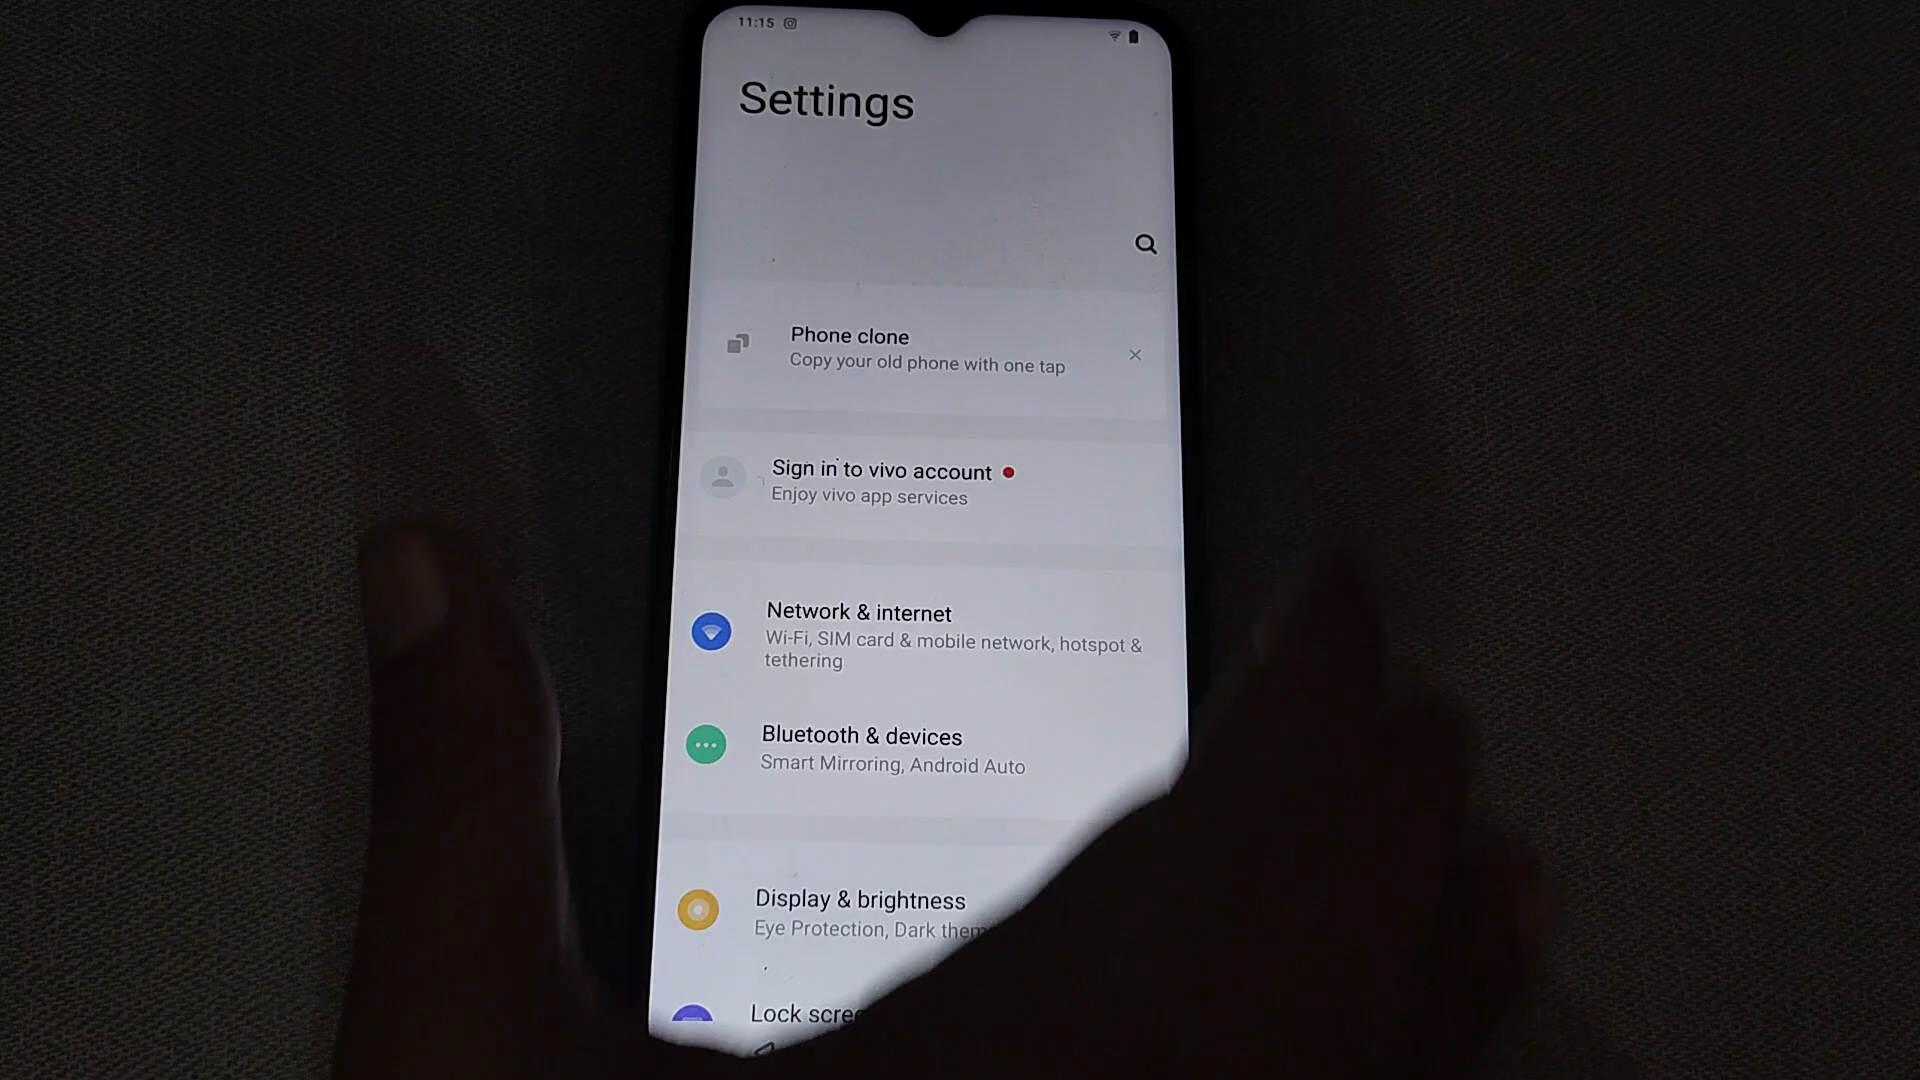 11:15
Settings
Phone clone
Copy your old phone with one tap
Sign in to vivo account
Enjoy vivo app services
Network & internet
Wi-Fi, SIM card & mobile network, hotspot &
tethering
Bluetooth & devices
Smart Mirroring, Android Auto
Display & brightness
Eye Protection, Dark them
Lock scree